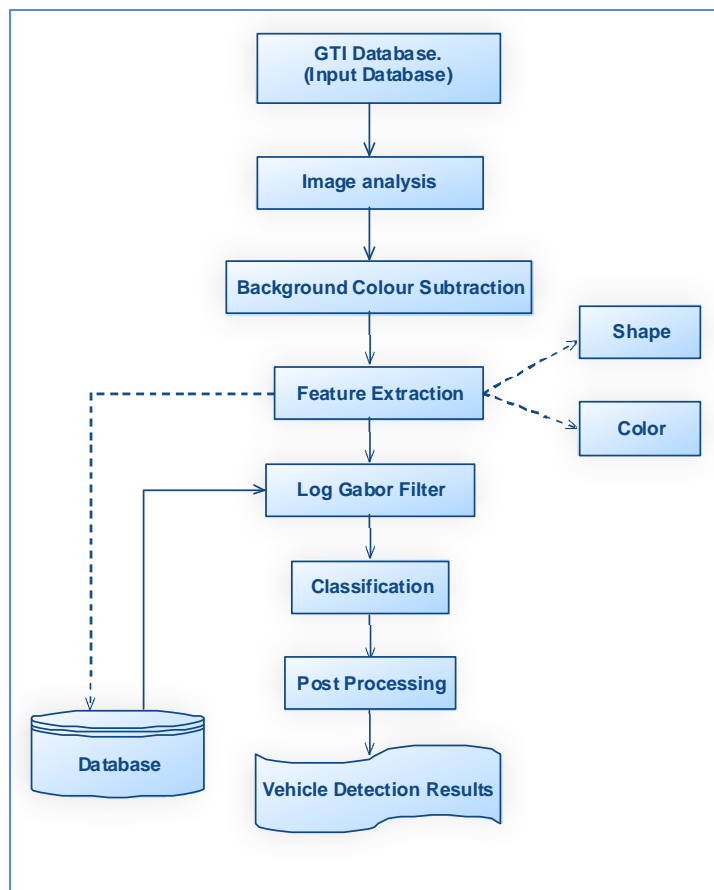 GTI Database.
(Input Database)
Image analysis
Background Colour Subtraction
Shape
Feature Extraction
Color
Log Gabor Filter
Classification
Post Processing
Database
Vehicle Detection Results